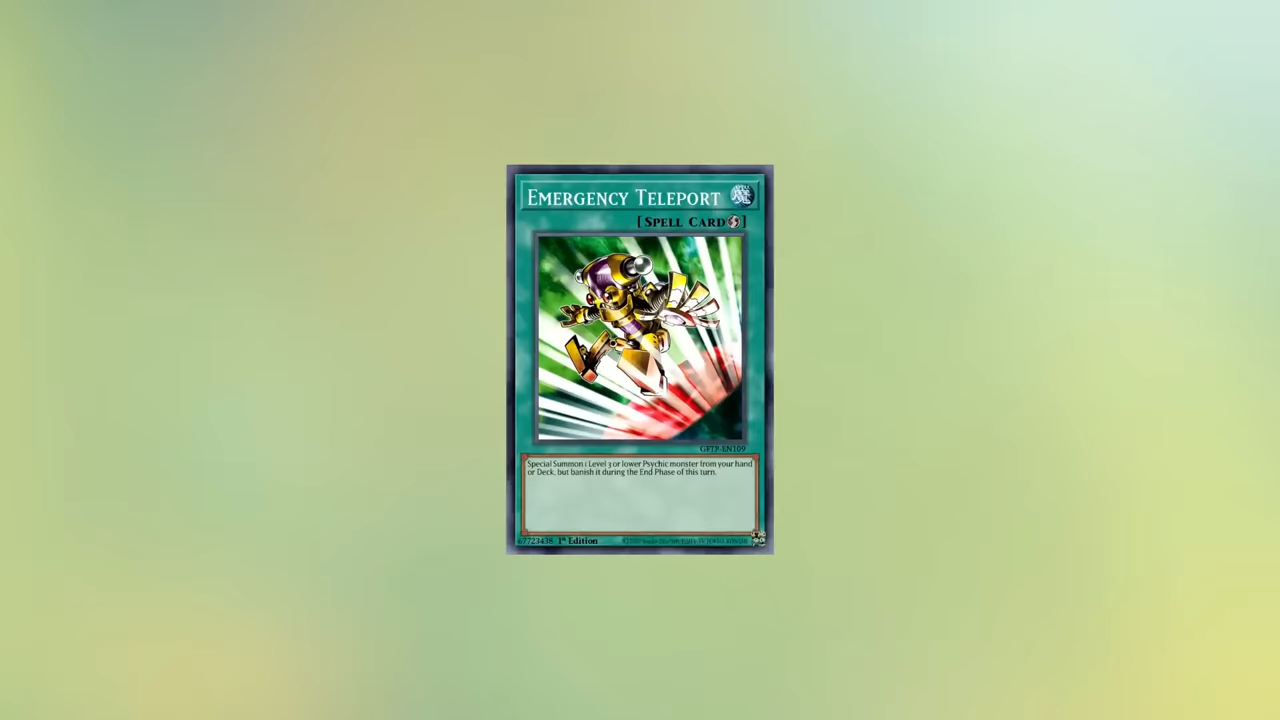 EMERGENCY TELEPORT
[SPELL CARD]
GFTP-EN109
Special Summon 1 Level 3 or lower Psychic monster from your hand
or Deck, but banish it during the End Phase of this turn.
67723438 1st Edition